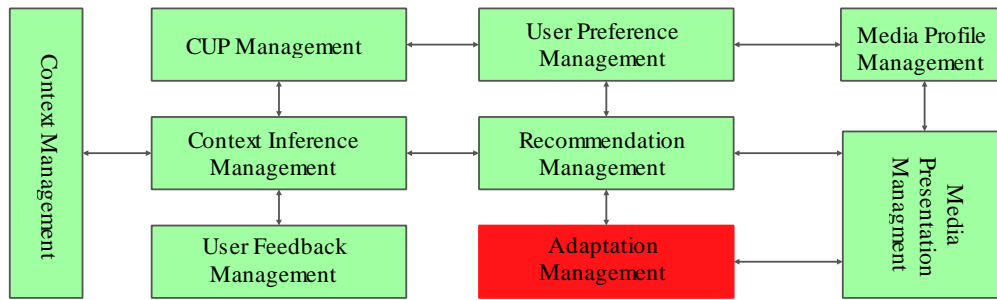 Context Management
CUP Management
User Preference
Management
Media Profile
Management
Context Inference
Management
Recommendation
Management
Media
Presentation
Managment
User Feedback
Management
Adaptation
Management